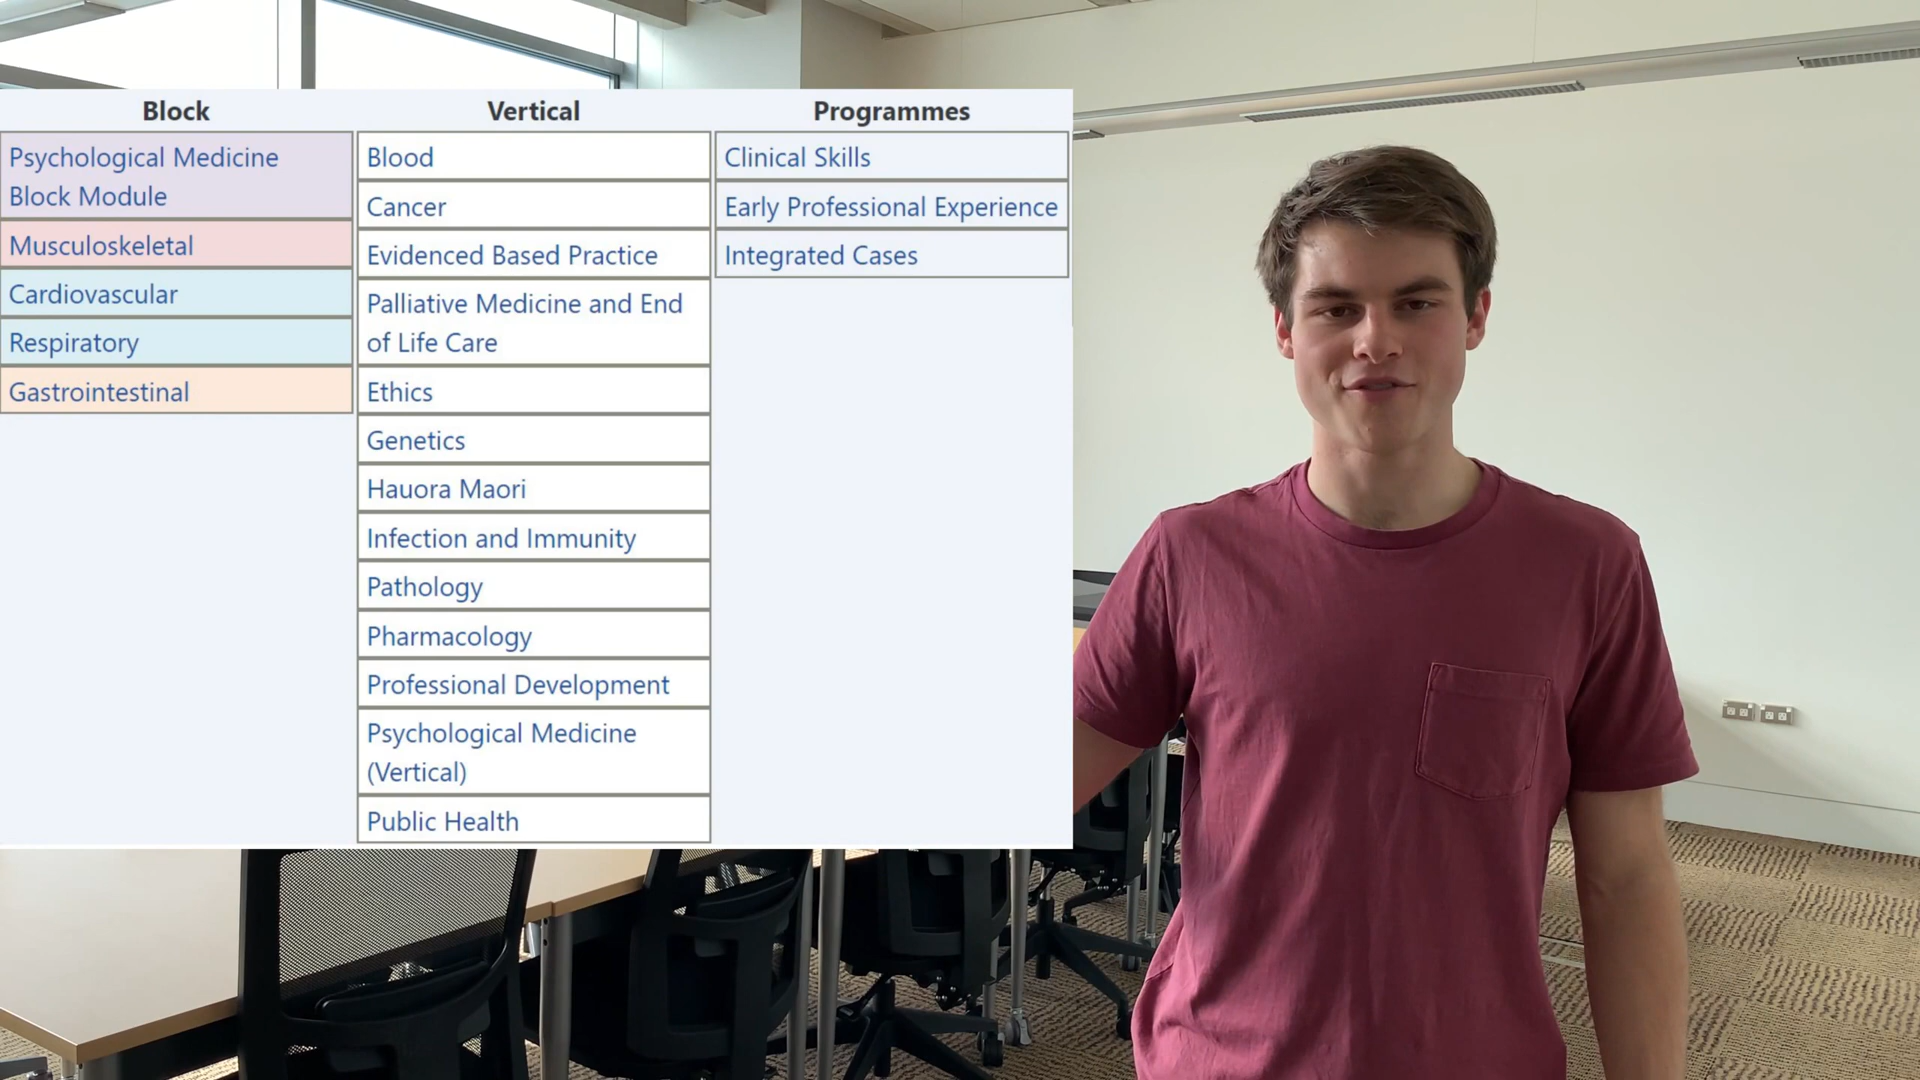 Block
Vertical
Programmes
Psychological Medicine
Block Module
Musculoskeletal
Cardiovascular
Respiratory
Gastrointestinal
Blood
Cancer
Evidenced Based Practice
Palliative Medicine and End
of Life Care
Ethics
Genetics
Hauora Maori
Infection and Immunity
Pathology
Pharmacology
Professional Development
Psychological Medicine
(Vertical)
Public Health
Clinical Skills
Early Professional Experience
Integrated Cases